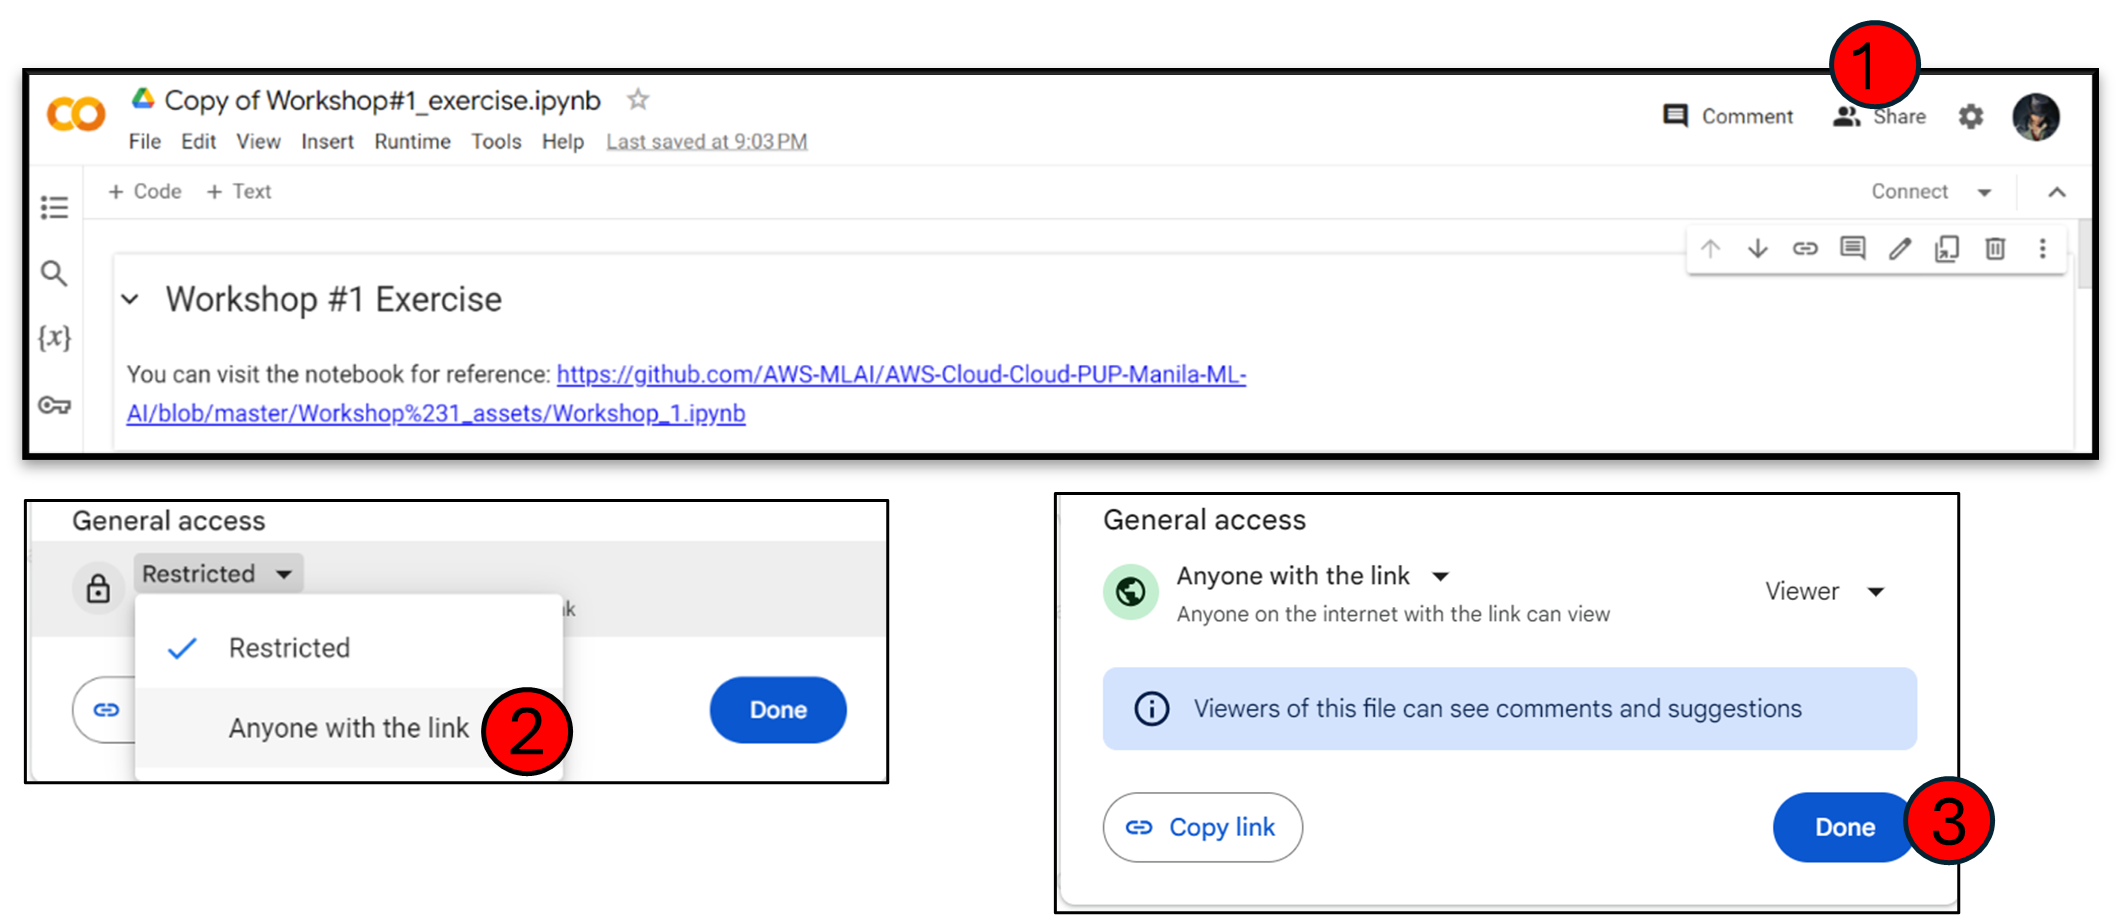 1
Copy of Workshop#1_exercise.ipynb
Comment
Share
File Edit View Insert Runtime Tools Help Last saved at 9:03 PM
+ Code + Text
Connect
Workshop #1 Exercise
{x}
You can visit the notebook for reference: https://github.com/AWS-MLAI/AWS-Cloud-Cloud-PUP-Manila-ML-
AI/blob/master/Workshop%231_assets/Workshop_1.ipynb
General access
Restricted
Restricted
Anyone with the link
2
Done
General access
Anyone with the link
Viewer
Anyone on the internet with the link can view
Viewers of this file can see comments and suggestions
Copy link
Done
3